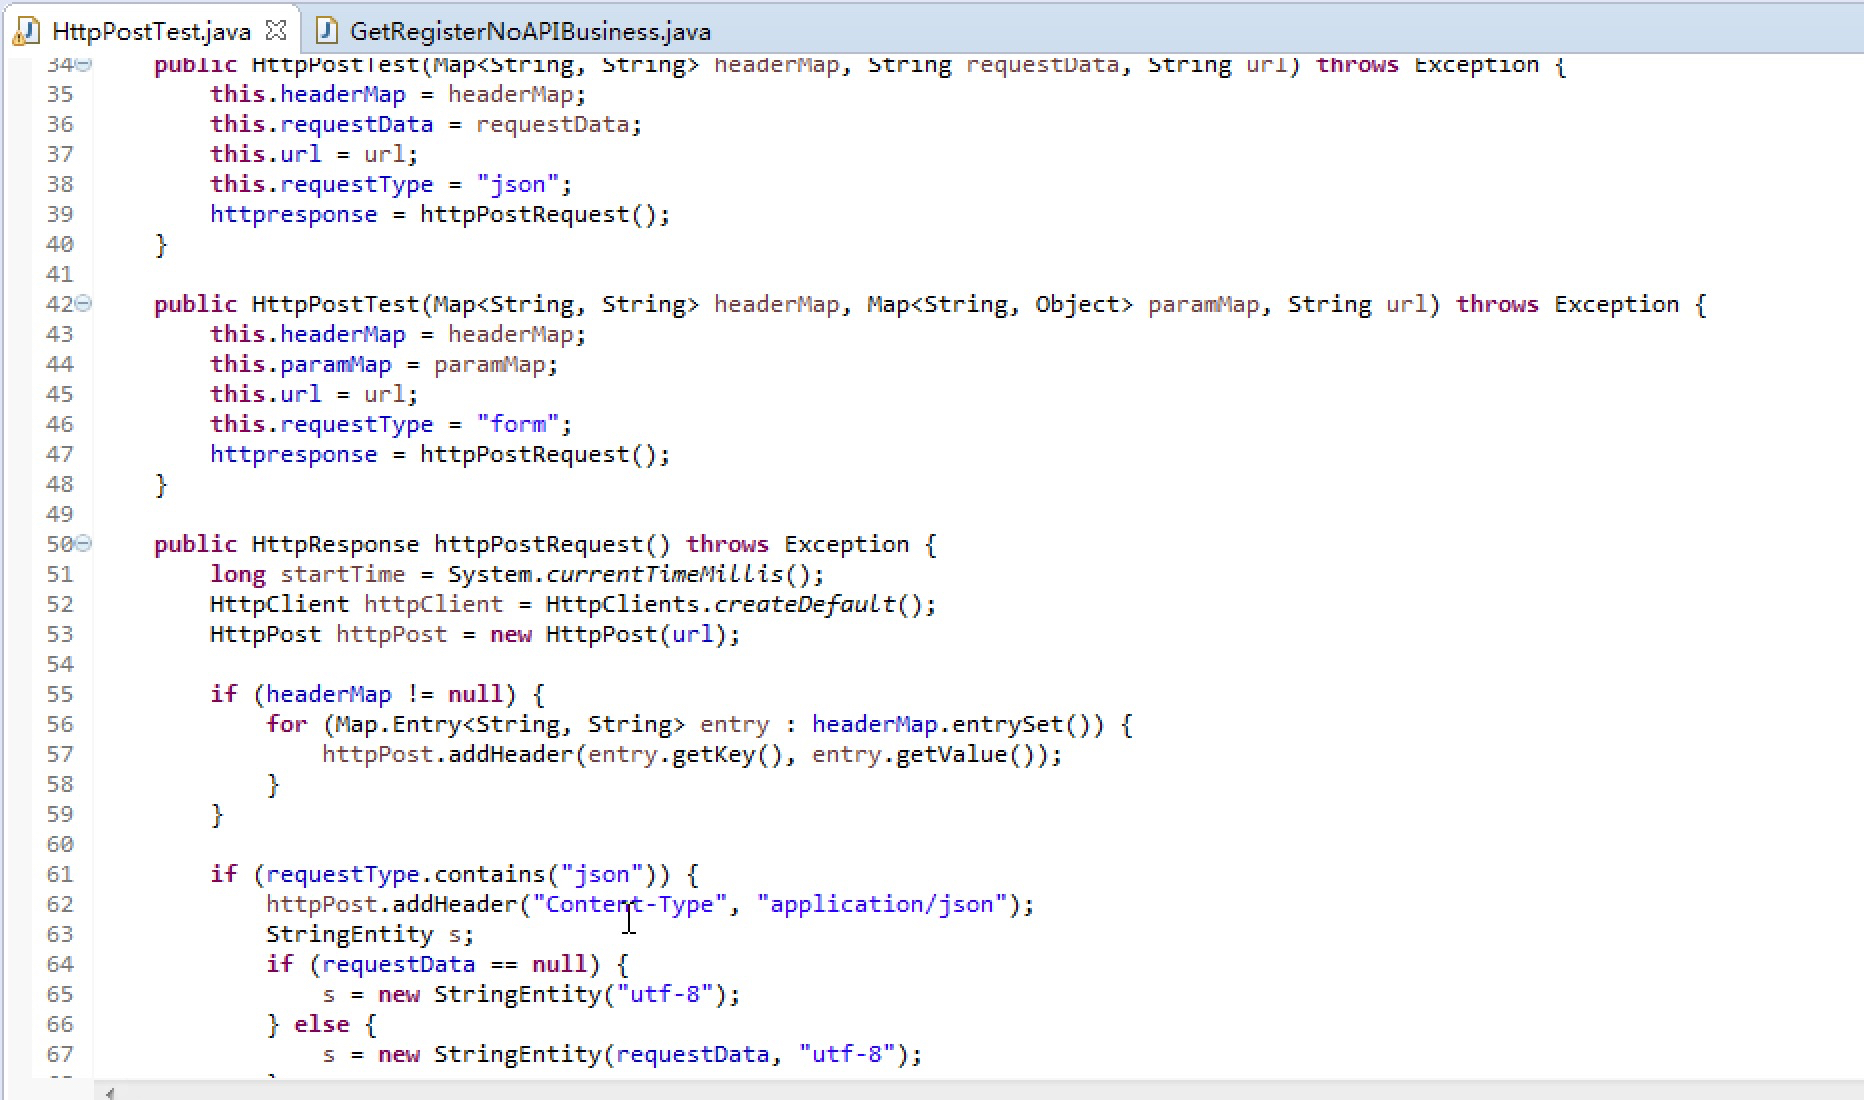 HttpPostTest.java GetRegisterNoAPIBusiness.java
34 public HttpPostTest(Map<String, String> headerMap, String requestData, String url) throws Exception {
35 this.headerMap = headerMap;
36 this.requestData = requestData;
37 this.url = url;
38 this.requestType = "json";
39 httpresponse = httpPostRequest();
40 }
41
42 public HttpPostTest(Map<String, String> headerMap, Map<String, Object> paramMap, String url) throws Exception {
43 this.headerMap = headerMap;
44 this.paramMap = paramMap;
45 this.url = url;
46 this.requestType = "form";
47 httpresponse = httpPostRequest();
48 }
49
50 public HttpResponse httpPostRequest() throws Exception {
51 long startTime = System.currentTimeMillis();
52 HttpClient httpClient = HttpClients.createDefault();
53 HttpPost httpPost = new HttpPost(url);
54
55 if (headerMap != null) {
56 for (Map.Entry<String, String> entry : headerMap.entrySet()) {
57 httpPost.addHeader(entry.getKey(), entry.getValue());
58 }
59 }
60
61 if (requestType.contains("json")) {
62 httpPost.addHeader("Content-Type", "application/json");
63 StringEntity s;
64 if (requestData == null) {
65 s = new StringEntity("utf-8");
66 } else {
67 s = new StringEntity(requestData, "utf-8");